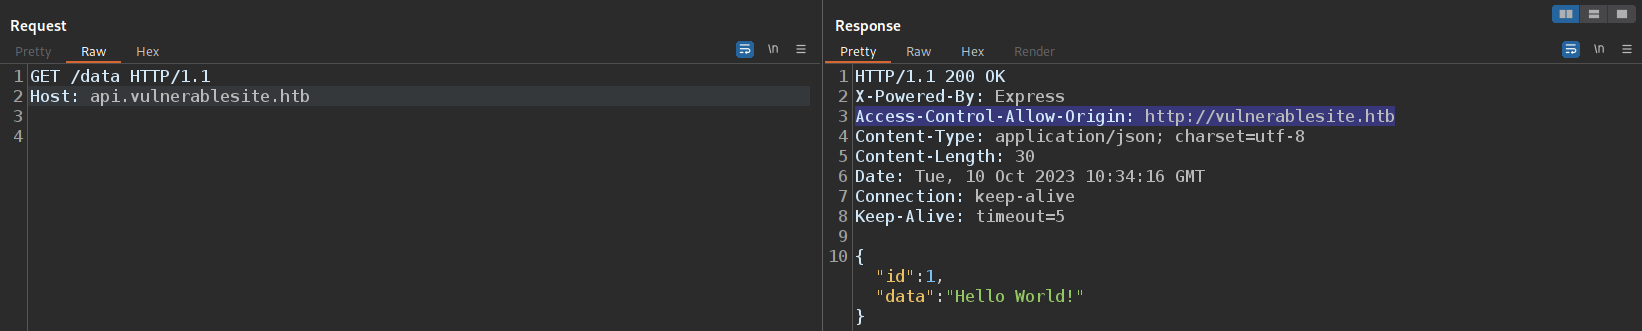 Request
Pretty Raw Hex
\n
1 GET /data HTTP/1.1
2 Host: api.vulnerablesite.htb
3
4
Response
Pretty Raw Hex Render
\n
1 HTTP/1.1 200 OK
2 X-Powered-By: Express
3 Access-Control-Allow-Origin: http://vulnerablesite.htb
4 Content-Type: application/json; charset=utf-8
5 Content-Length: 30
6 Date: Tue, 10 Oct 2023 10:34:16 GMT
7 Connection: keep-alive
8 Keep-Alive: timeout=5
9
10 {
"id":1,
"data":"Hello World!"
}